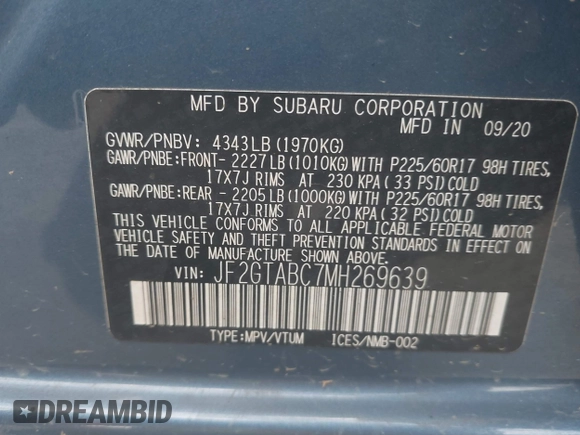 MFD BY SUBARU CORPORATION
MFD IN 09/20
GVWR/PNBV: 4343LB(1970KG)
GAWR/PNBE:FRONT- 2227LB(1010KG)WITH P225/60R17 98H TIRES,
17X7J RIMS AT 230 KPA(33 PSI)COLD
GAWR/PNBE:REAR - 2205LB(1000KG)WITH P225/60R17 98H TIRES,
17X7J RIMS AT 220 KPA(32 PSI)COLD
THIS VEHICLE CONFORMS TO ALL APPLICABLE FEDERAL MOTOR
VEHICLE SAFETY AND THEFT PREVENTION STANDARDS IN EFFECT ON
THE DATE OF MANUFACTURE SHOWN ABOVE.
VIN: JF2GTABC7MH269639
TYPE:MPV/VTUM ICES/NMB-002
DREAMBID